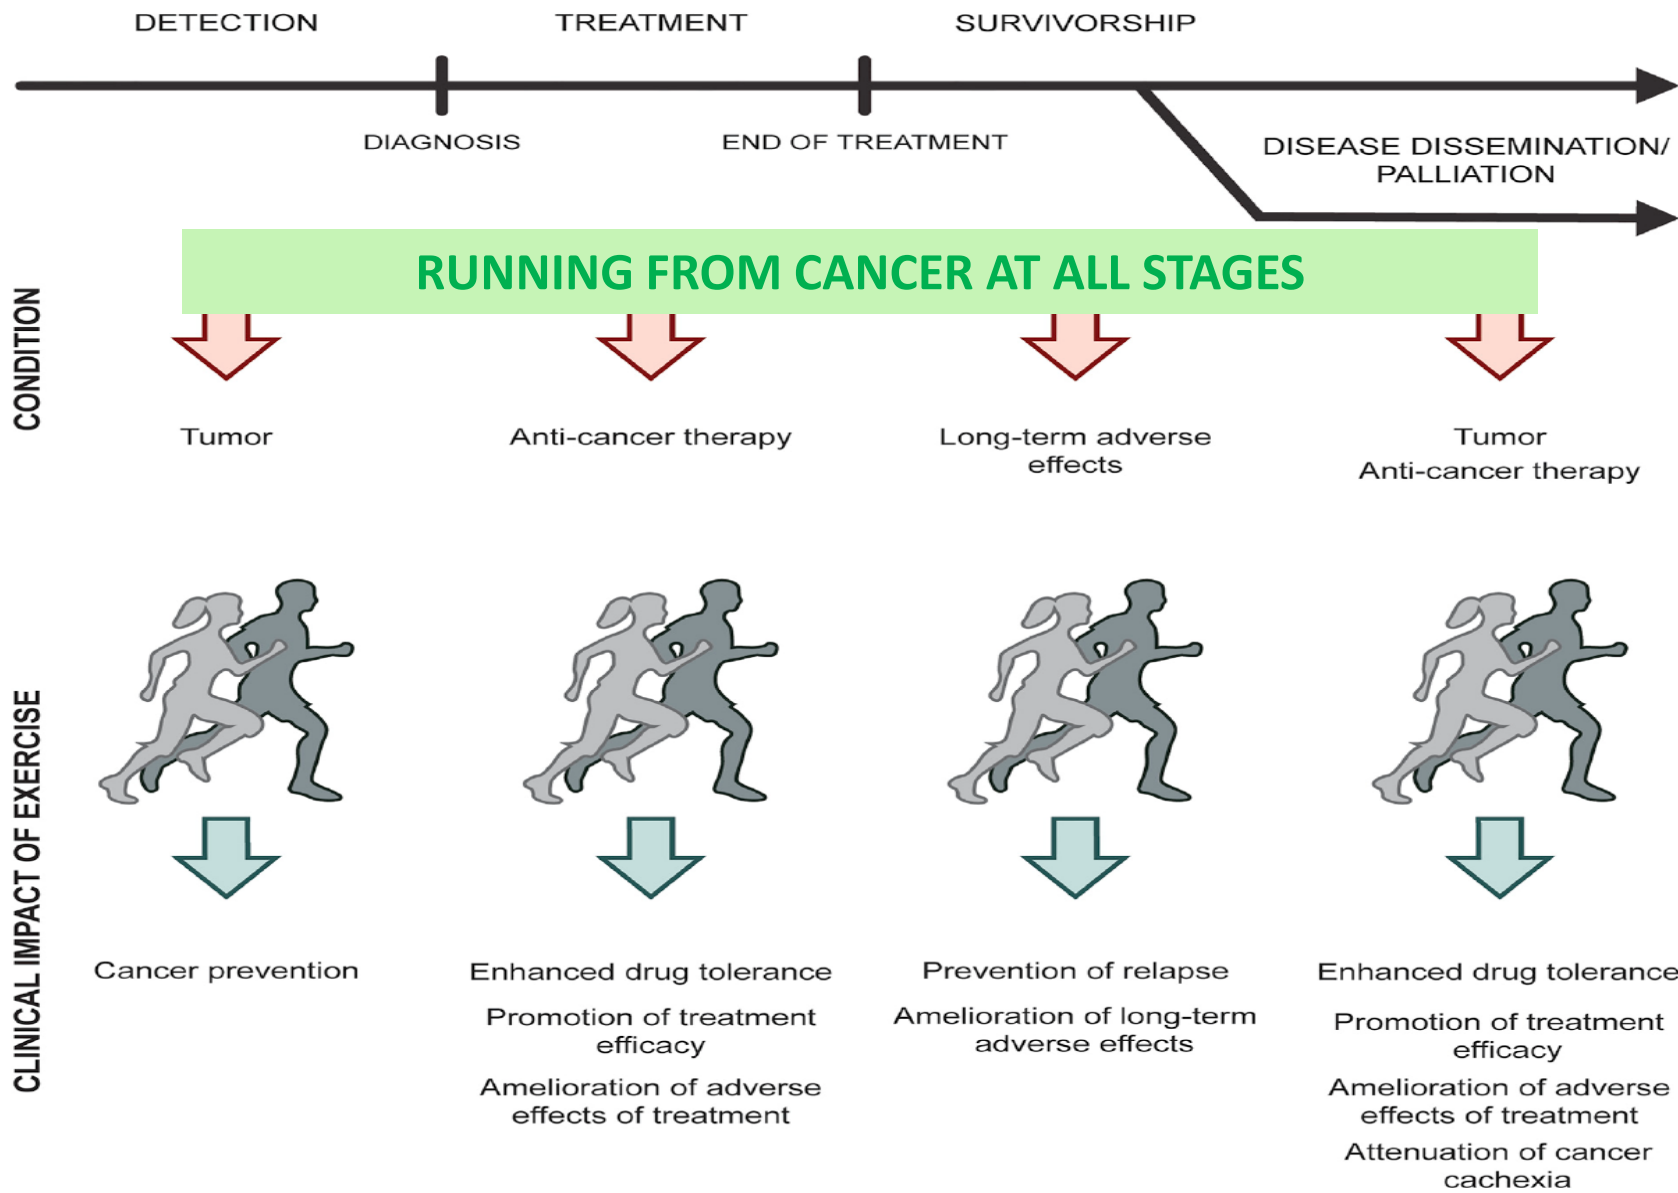 DETECTION
TREATMENT
SURVIVORSHIP
DIAGNOSIS
END OF TREATMENT
DISEASE DISSEMINATION/
PALLIATION
RUNNING FROM CANCER AT ALL STAGES
CONDITION
Tumor
Anti-cancer therapy
Long-term adverse
effects
Tumor
Anti-cancer therapy
CLINICAL IMPACT OF EXERCISE
Cancer prevention
Enhanced drug tolerance
Promotion of treatment
efficacy
Amelioration of adverse
effects of treatment
Prevention of relapse
Amelioration of long-term
adverse effects
Enhanced drug tolerance
Promotion of treatment
efficacy
Amelioration of adverse
effects of treatment
Attenuation of cancer
cachexia